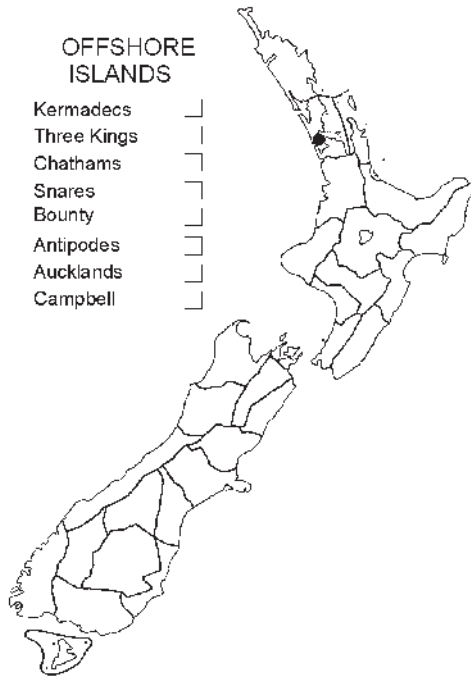 OFFSHORE
ISLANDS
Kermadecs
Three Kings
Chathams
Snares
Bounty
Antipodes
Aucklands
Campbell